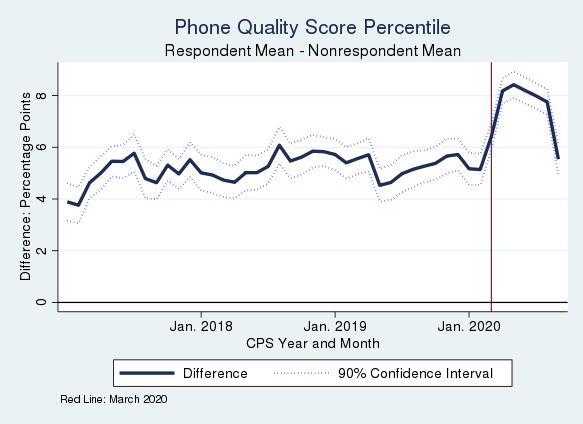 Phone Quality Score Percentile
Respondent Mean - Nonrespondent Mean
Difference: Percentage Points
8
6
4
2
0
Jan. 2018
Jan. 2019
Jan. 2020
CPS Year and Month
Difference
90% Confidence Interval
Red Line: March 2020